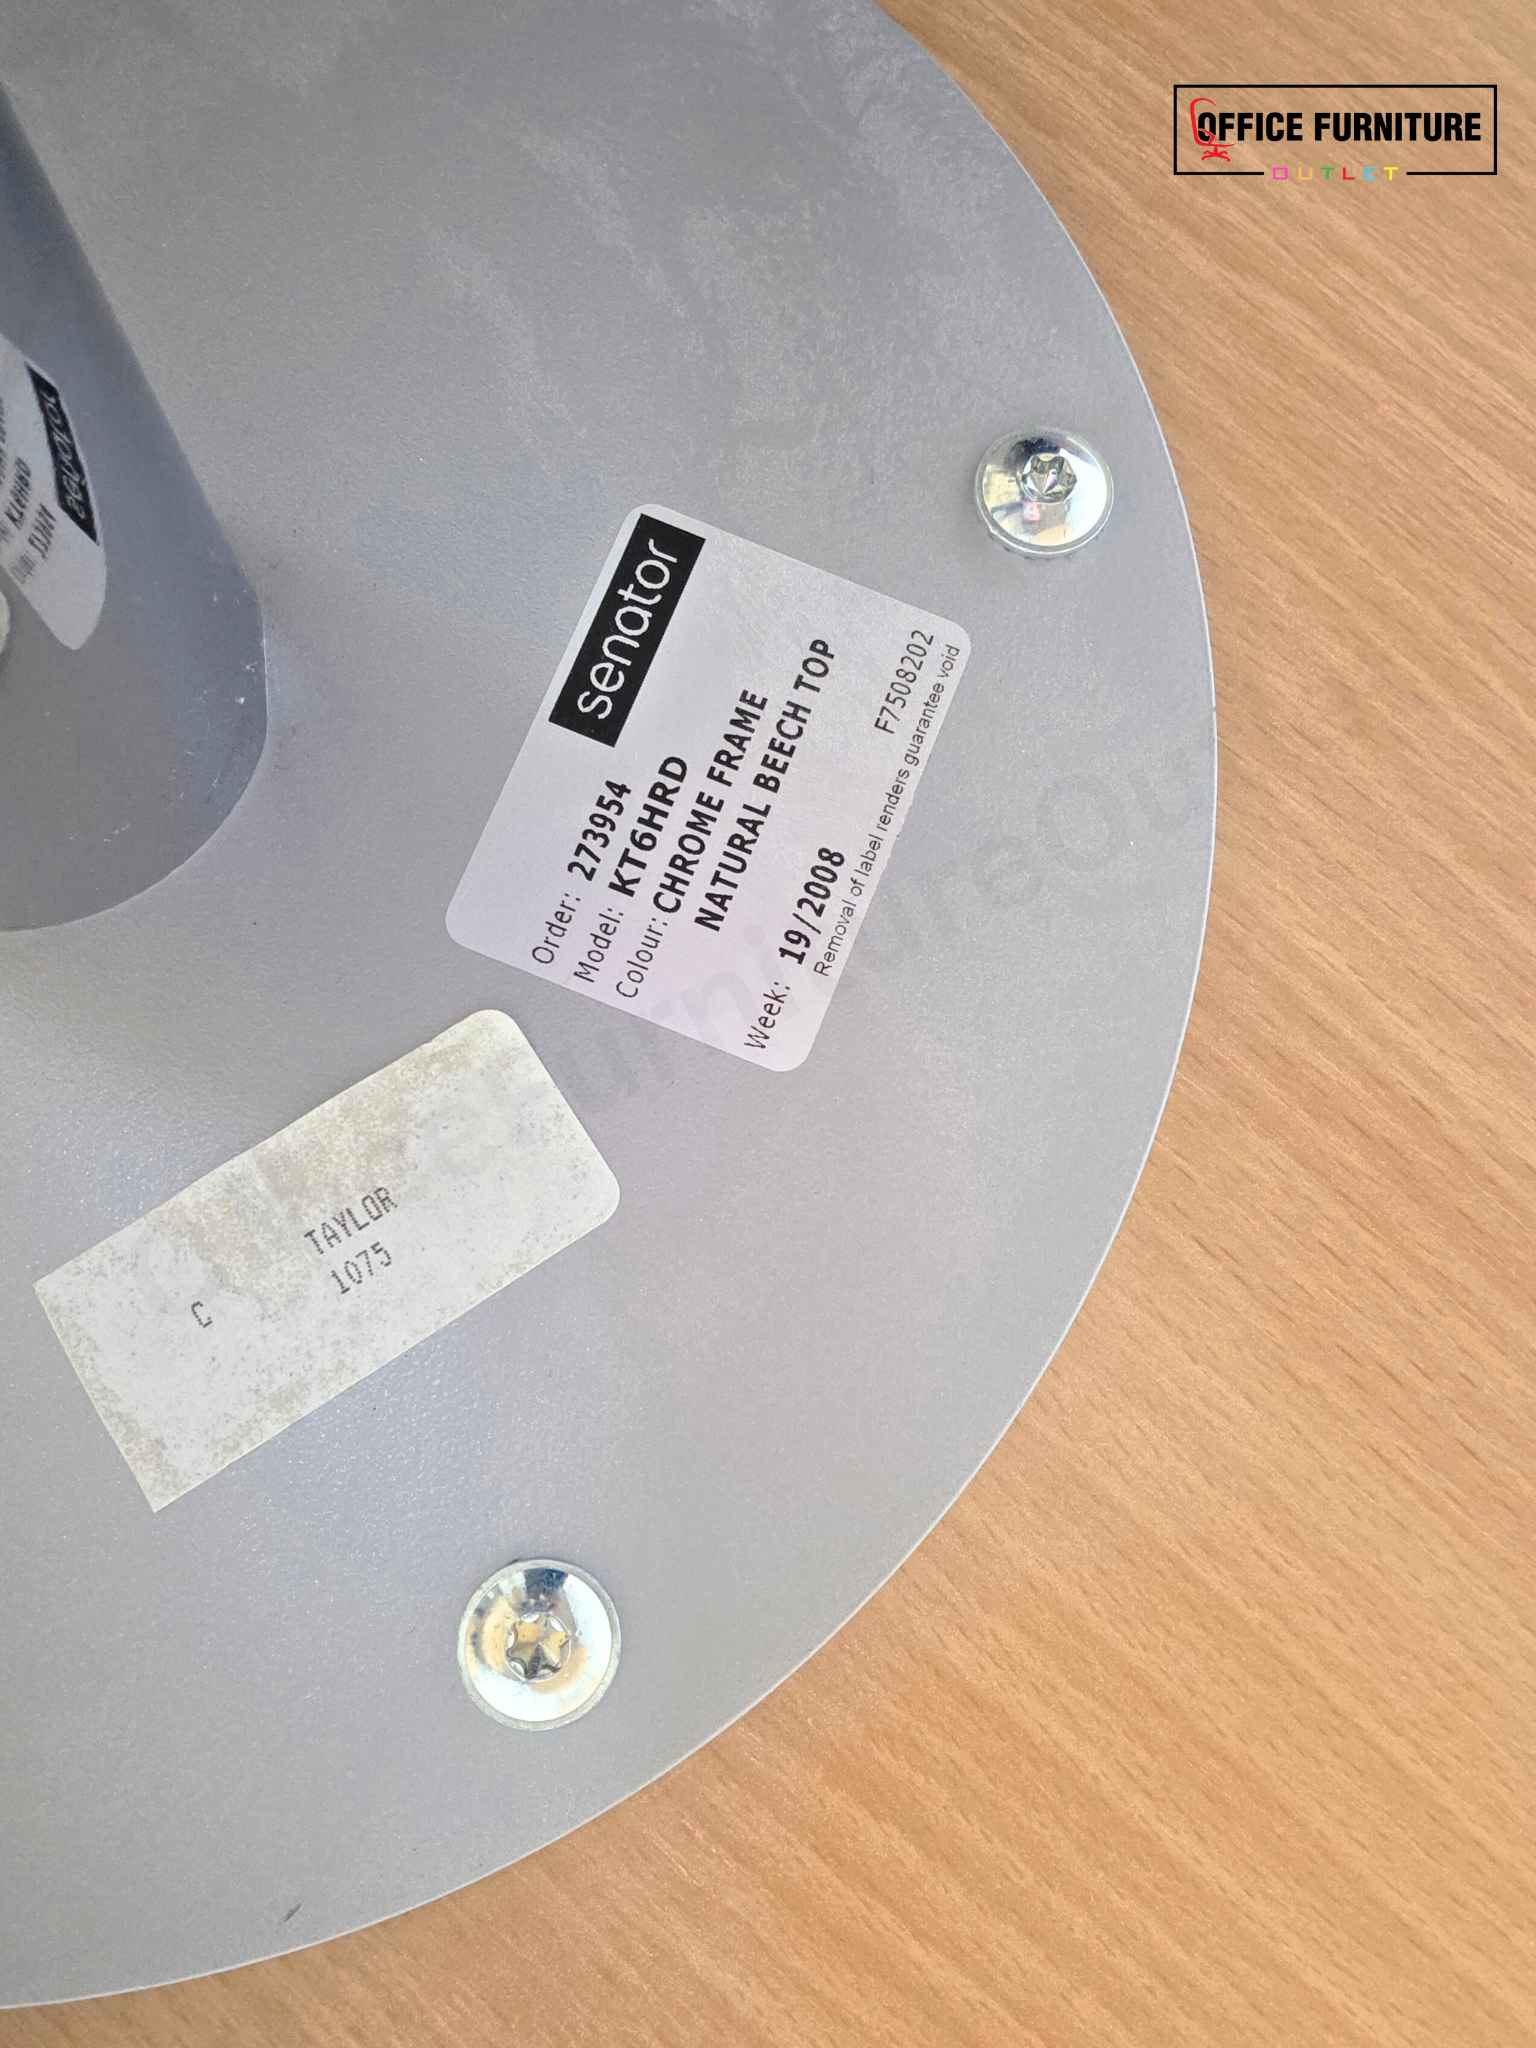 OFFICE FURNITURE
OUTLET
senator
Order: 273954
Model: KT6HRD
Colour: CHROME FRAME
NATURAL BEECH TOP
F7508202
Week: 19/2008
Removal of label renders guarantee void
TAYLOR
C 1075